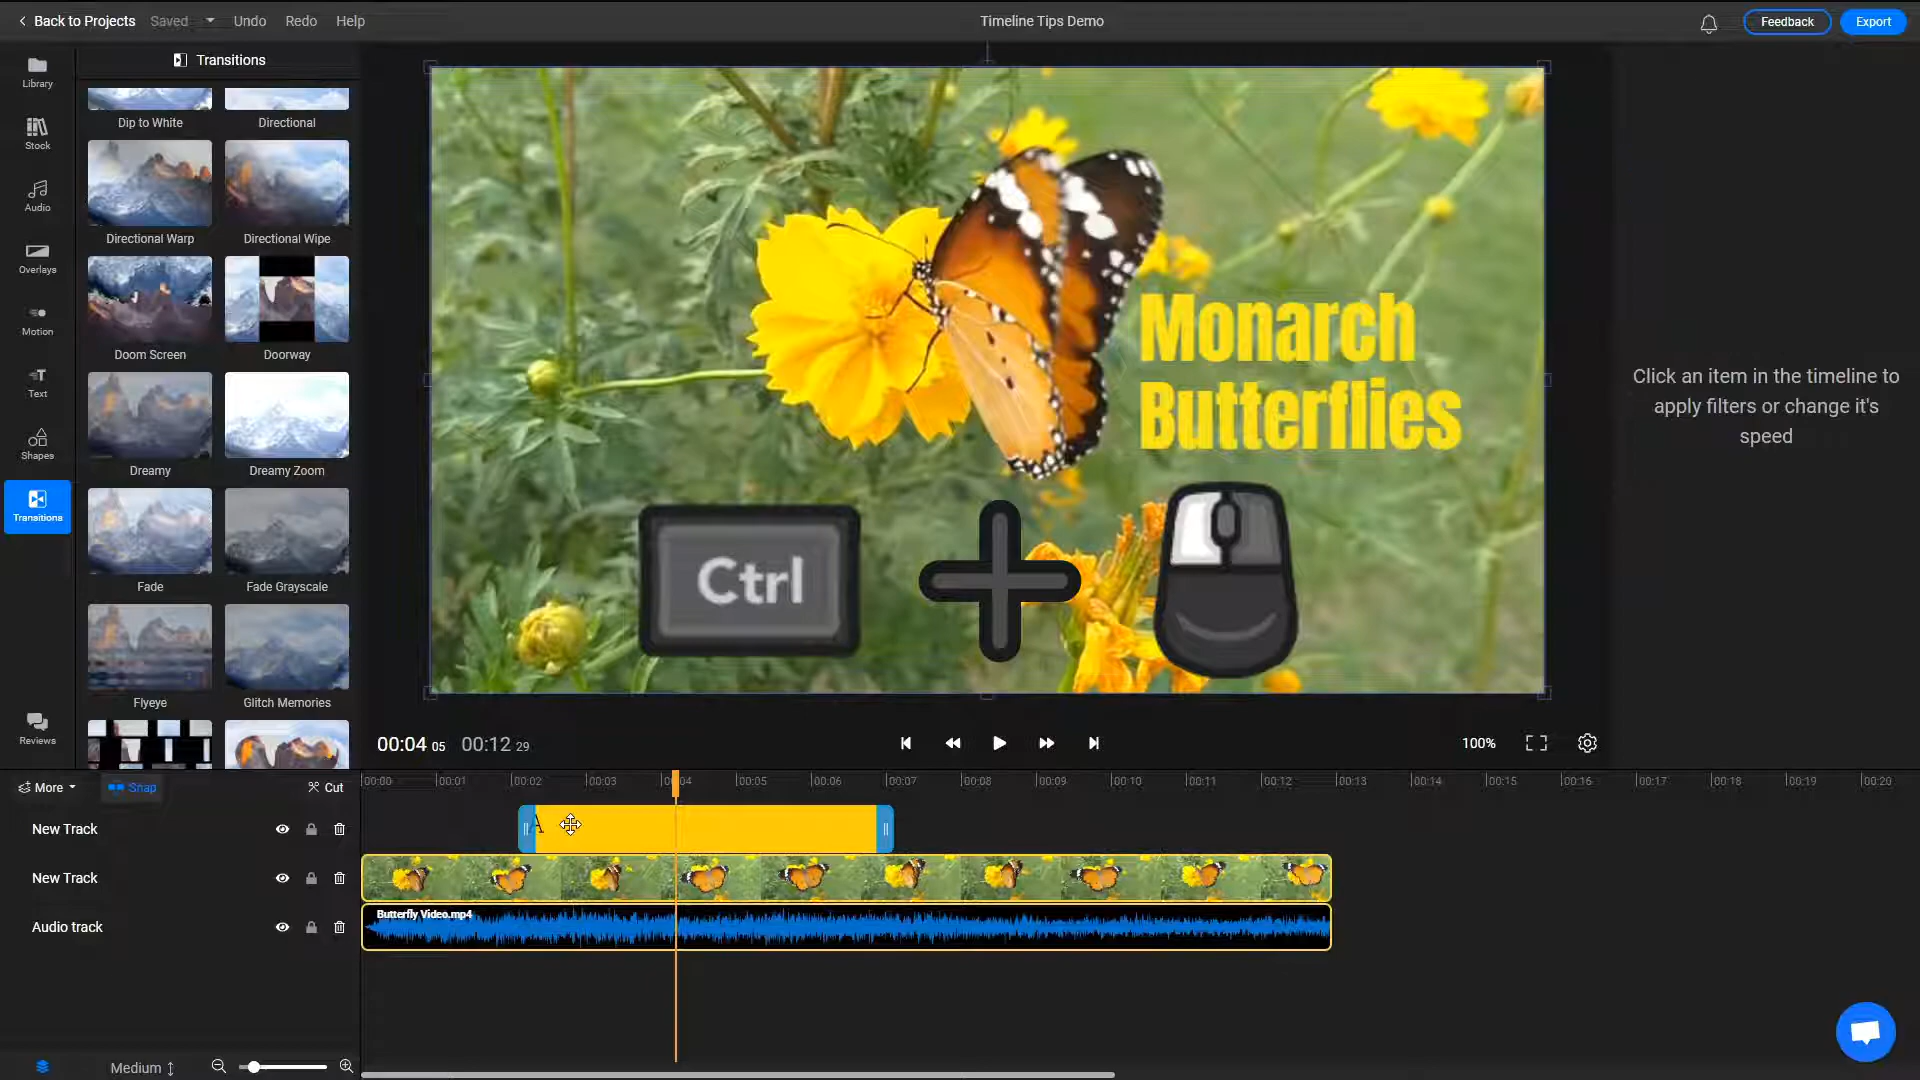 Back to Projects Saved Undo Redo Help
Timeline Tips Demo
Feedback Export
Library
Stock
Audio
Overlays
Motion
Text
Shapes
Transitions
Reviews
Transitions
Dip to White Directional
Directional Warp Directional Wipe
Doom Screen Doorway
Dreamy Dreamy Zoom
Fade Fade Grayscale
Flyeye Glitch Memories
Monarch
Butterflies
Ctrl
Click an item in the timeline to
apply filters or change it's
speed
00:04 05 00:12 29
100%
More Snap Cut
00:00 00:01 00:02 00:03 00:05 00:06 00:07 00:08 00:09 00:10 00:11 00:12 00:13 00:14 00:15 00:16 00:17 00:18 00:19 00:20
New Track
A
New Track
Audio track
Butterfly Video.mp4
Medium